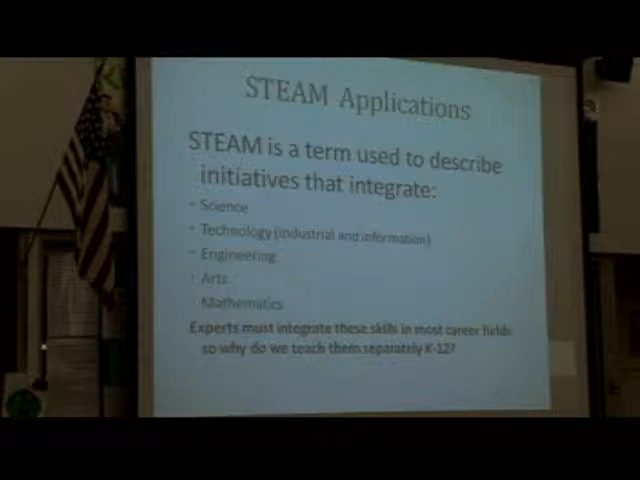 STEAM Applications
STEAM is a term used to describe
initiatives that integrate:
- Science
- Technology (industrial and information)
- Engineering
- Arts
Mathematics
Experts must integrate these skills in most career fields
so why do we teach them separately K-12?